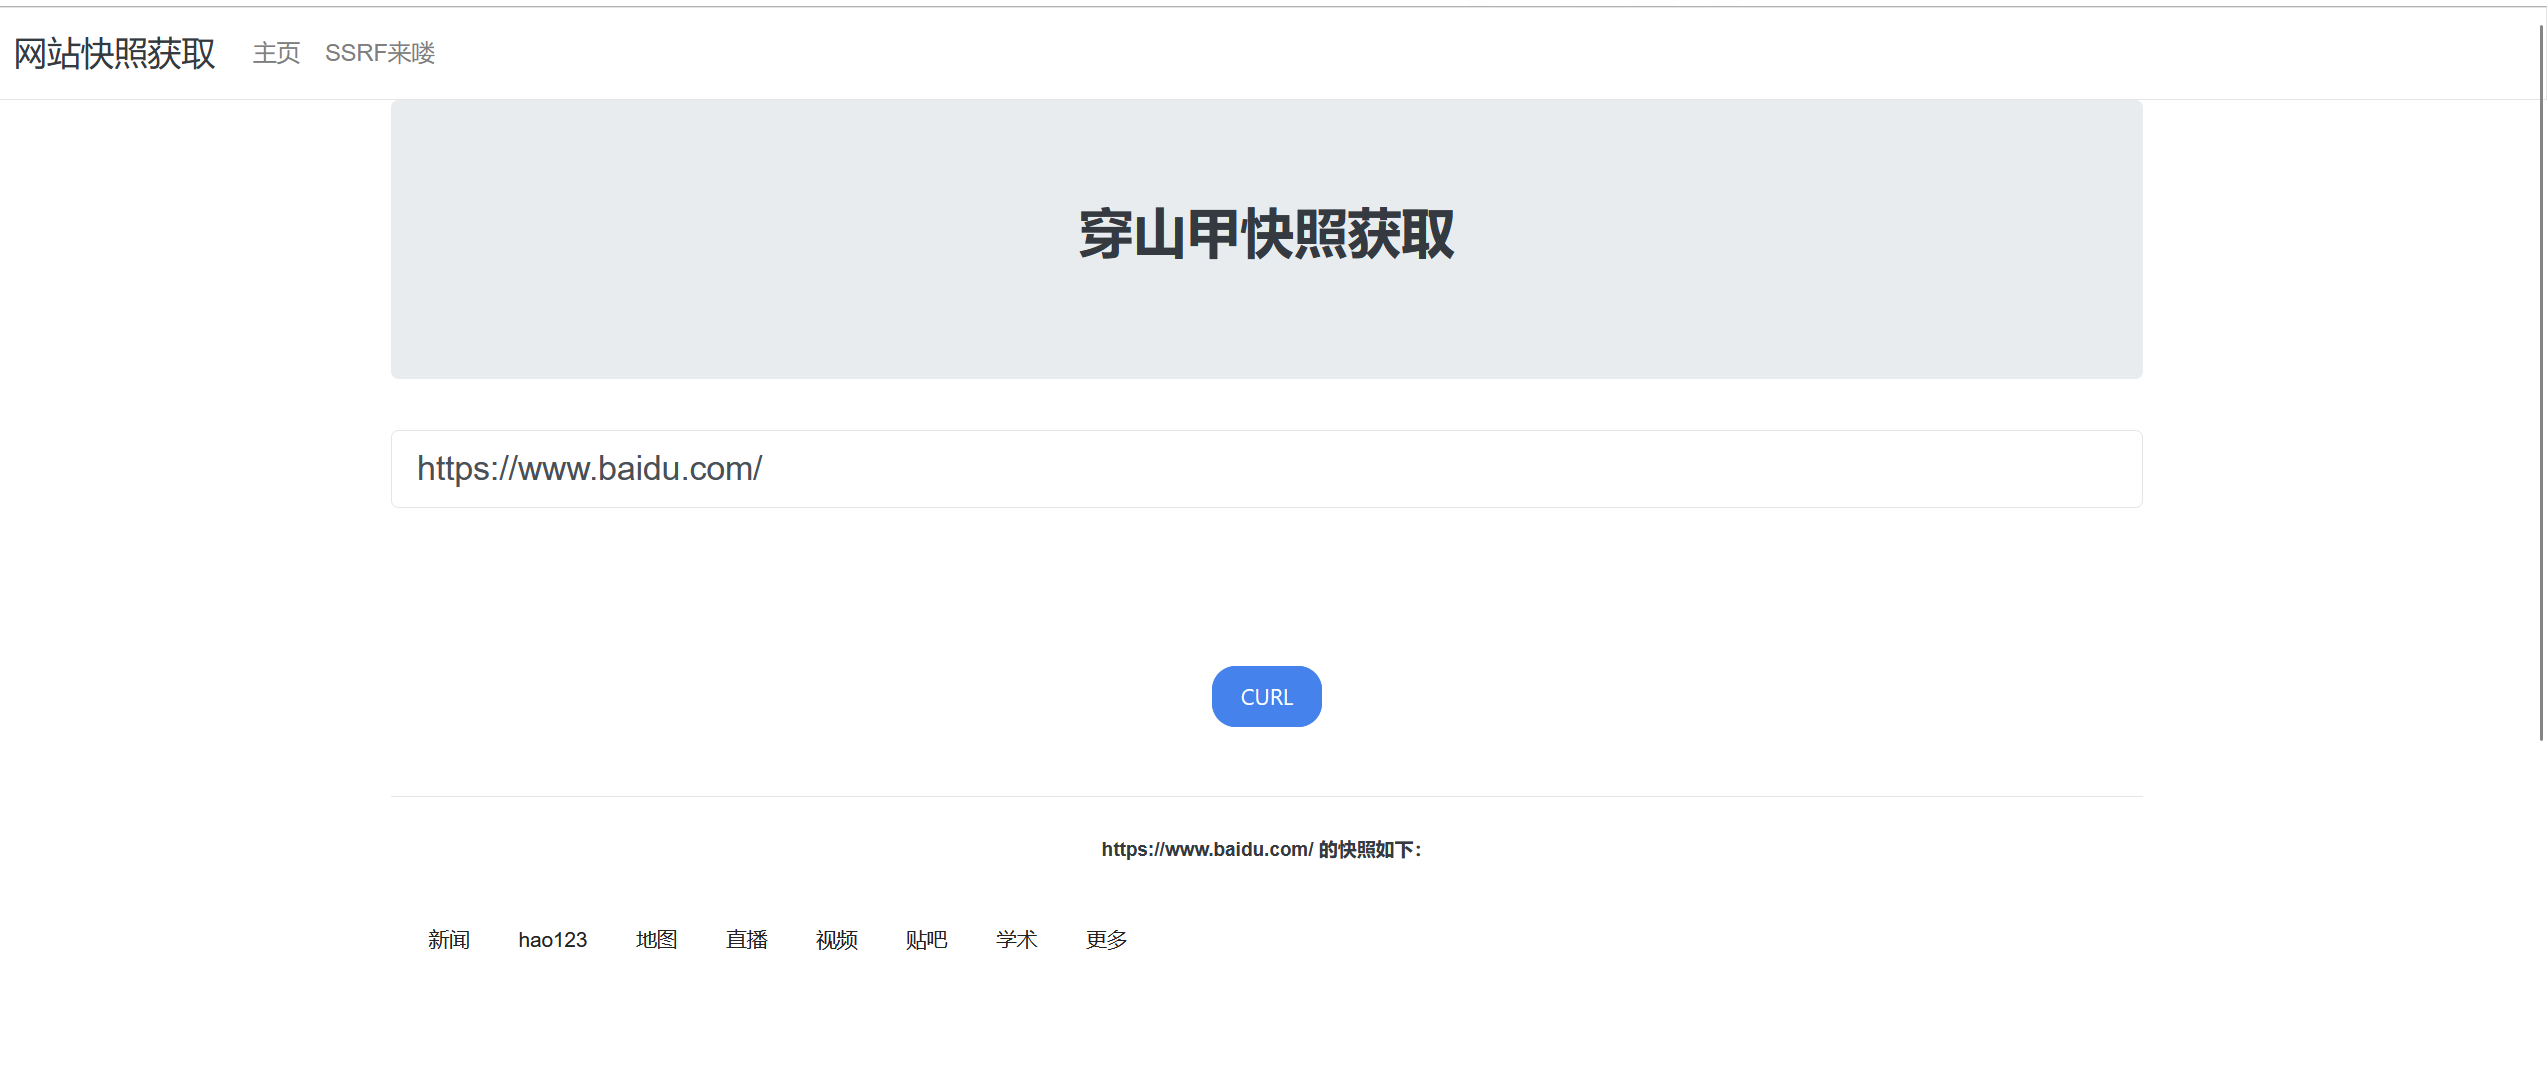 网站快照获取 主页 SSRF来喽
穿山甲快照获取
https://www.baidu.com/
CURL
https://www.baidu.com/ 的快照如下：
新闻 hao123 地图 直播 视频 贴吧 学术 更多